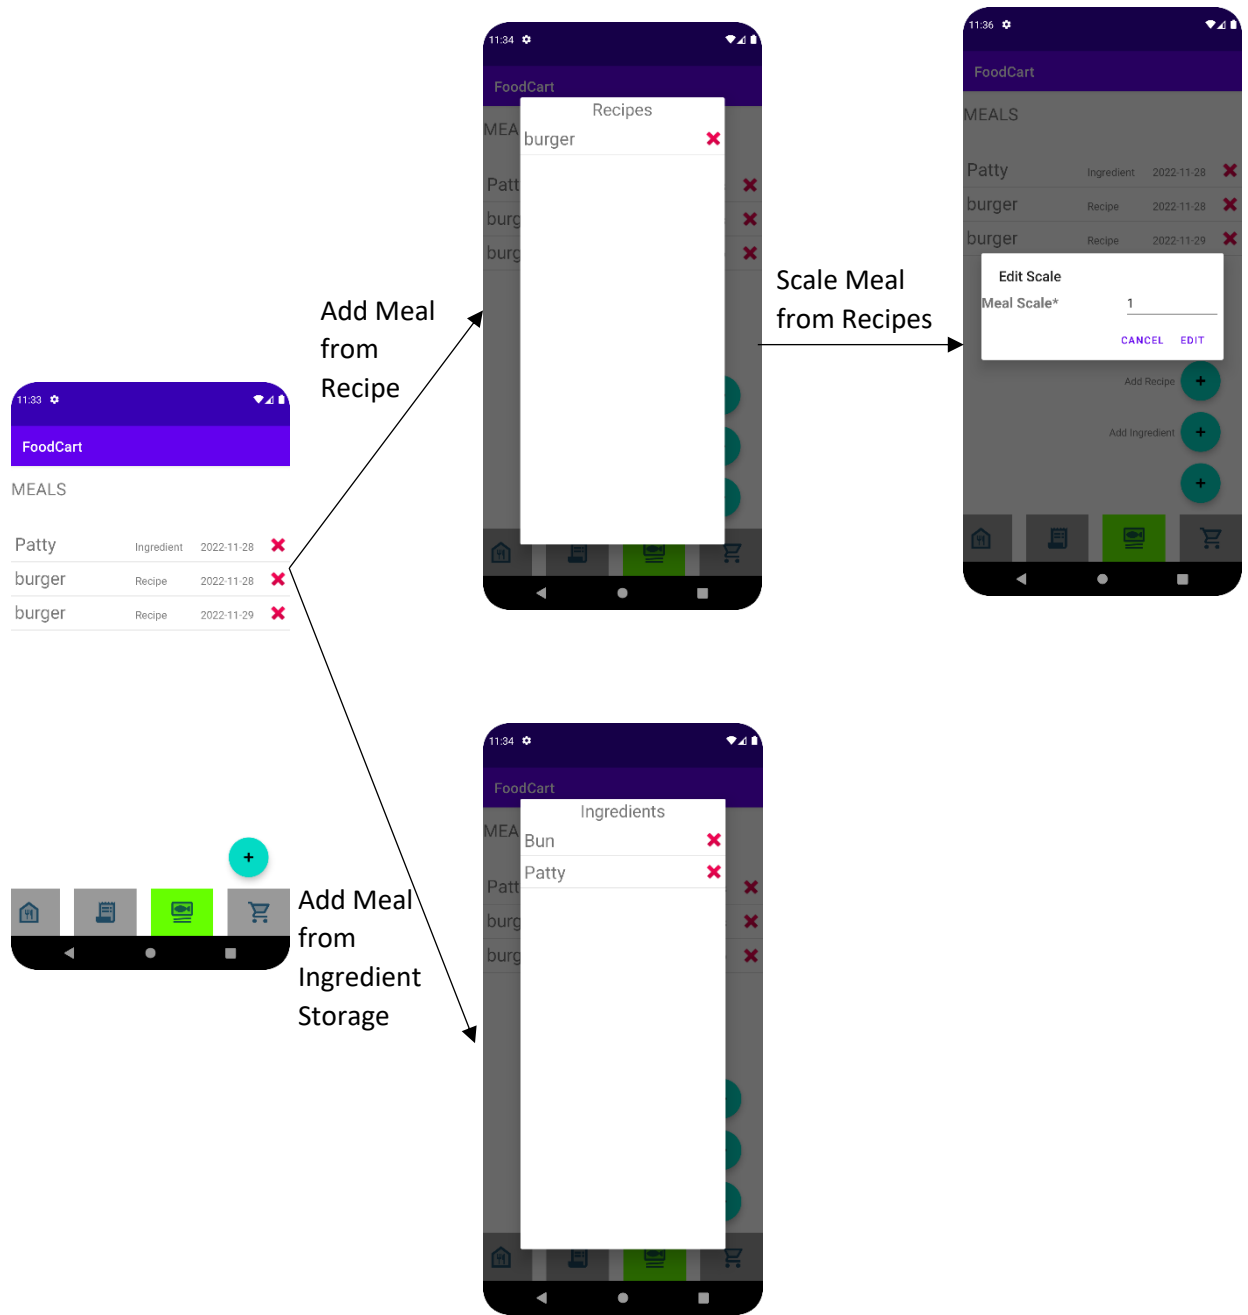 11:33
FoodCart
MEALS
Patty Ingredient 2022-11-28
burger Recipe 2022-11-28
burger Recipe 2022-11-29
+
Add Meal
from
Recipe
11:34
FoodCart
Recipes
MEA
burger
Patt
burg
burg
Scale Meal
from Recipes
11:36
FoodCart
MEALS
Patty Ingredient 2022-11-28
burger Recipe 2022-11-28
burger Recipe 2022-11-29
Edit Scale
Meal Scale* 1
CANCEL EDIT
Add Recipe +
Add Ingredient +
+
Add Meal
from
Ingredient
Storage
11:34
FoodCart
Ingredients
MEA
Bun
Patty
Patt
burg
burg